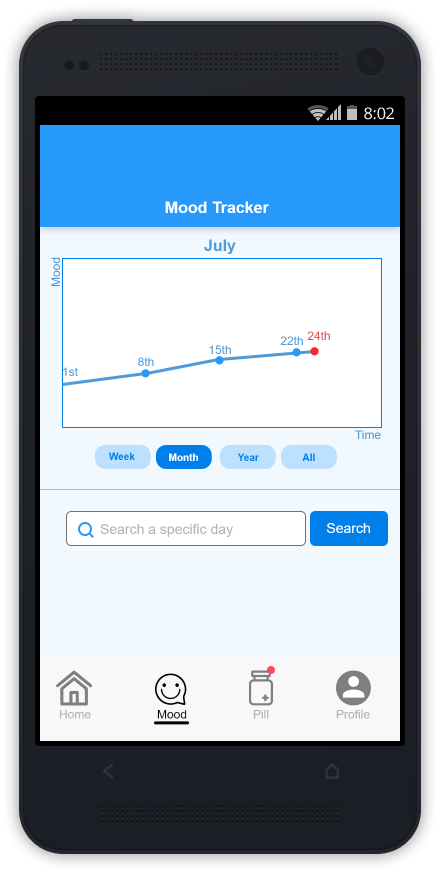 8:02
Mood Tracker
July
Mood
1st
8th
15th
22th
24th
Time
Week Month Year All
Search a specific day Search
Home Mood Pill Profile